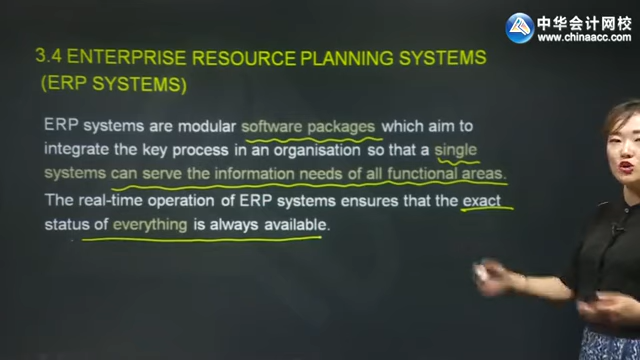 中华会计网校
www.chinaacc.com
3.4 ENTERPRISE RESOURCE PLANNING SYSTEMS
(ERP SYSTEMS)
ERP systems are modular software packages which aim to
integrate the key process in an organisation so that a single
systems can serve the information needs of all functional areas.
The real-time operation of ERP systems ensures that the exact
status of everything is always available.